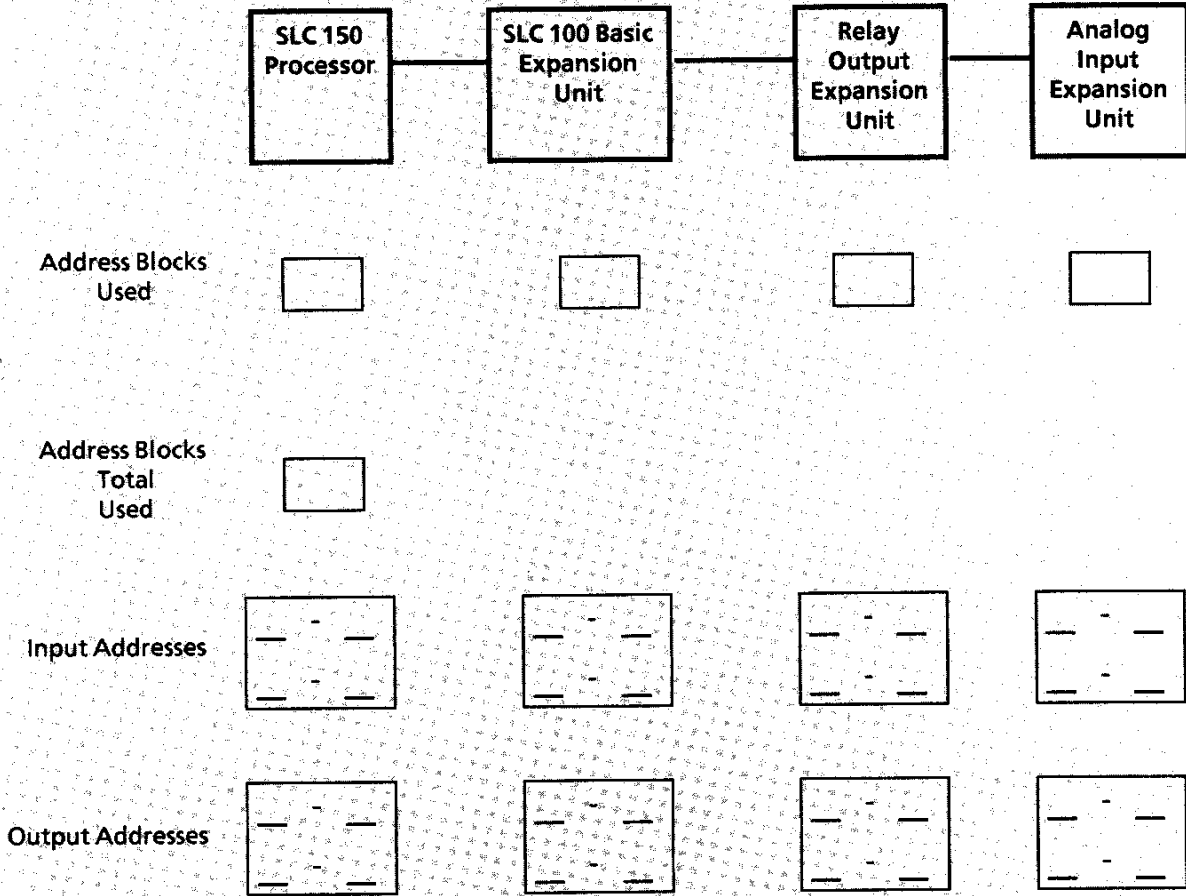 SLC 150
Processor
SLC 100 Basic
Expansion
Unit
Relay
Output
Expansion
Unit
Analog
Input
Expansion
Unit
Address Blocks
Used
Address Blocks
Total
Used
Input Addresses
Output Addresses